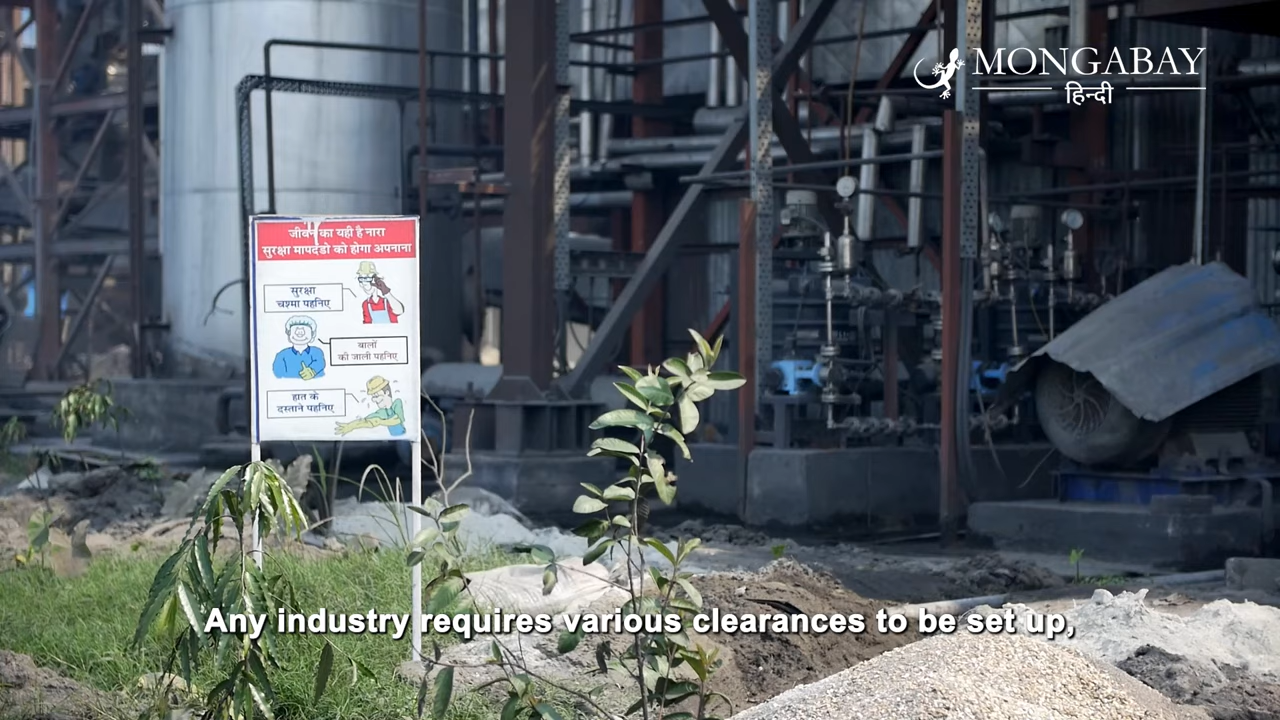 MONGABAY
हिन्दी
जीवन का यही है नारा
सुरक्षा मापदंडो को होगा अपनाना
सुरक्षा
चश्मा पहनिए
बालों
की जाली पहनिए
हात के
दस्ताने पहनिए
Any industry requires various clearances to be set up,